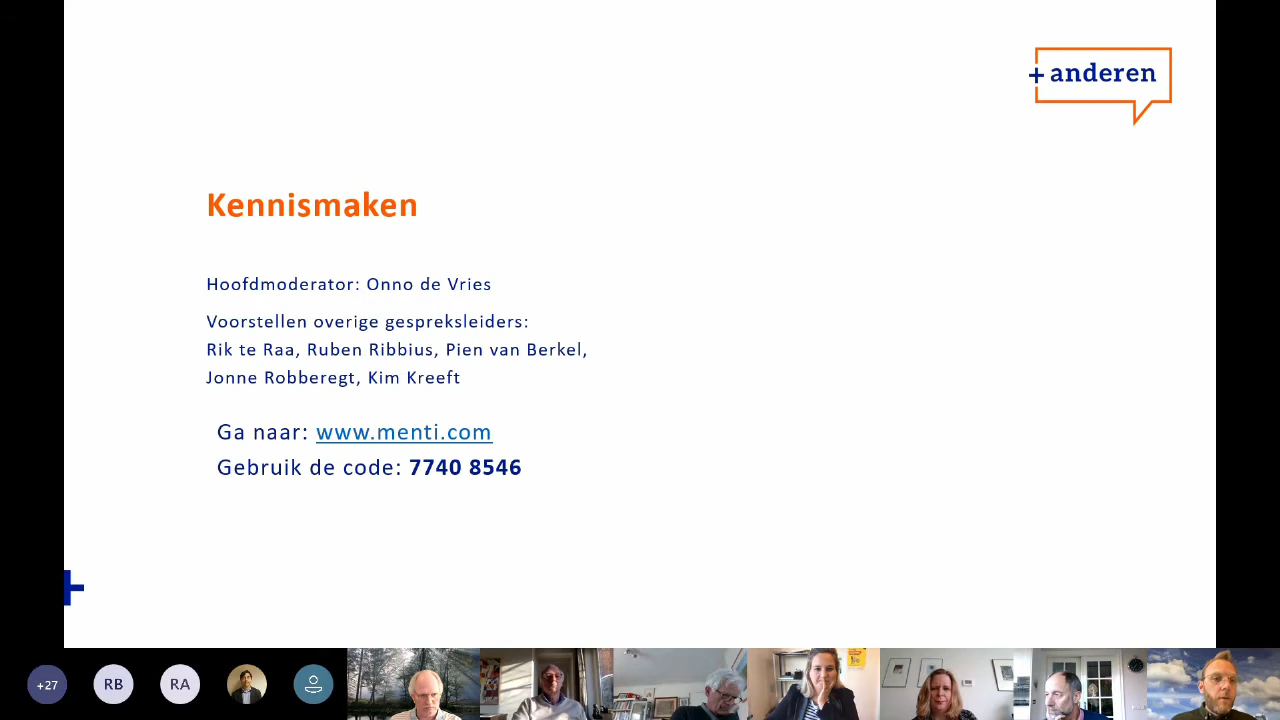 + anderen
Kennismaken
Hoofdmoderator: Onno de Vries
Voorstellen overige gespreksleiders:
Rik te Raa, Ruben Ribbius, Pien van Berkel,
Jonne Robberegt, Kim Kreeft
Ga naar: www.menti.com
Gebruik de code: 7740 8546
+27
RB
RA